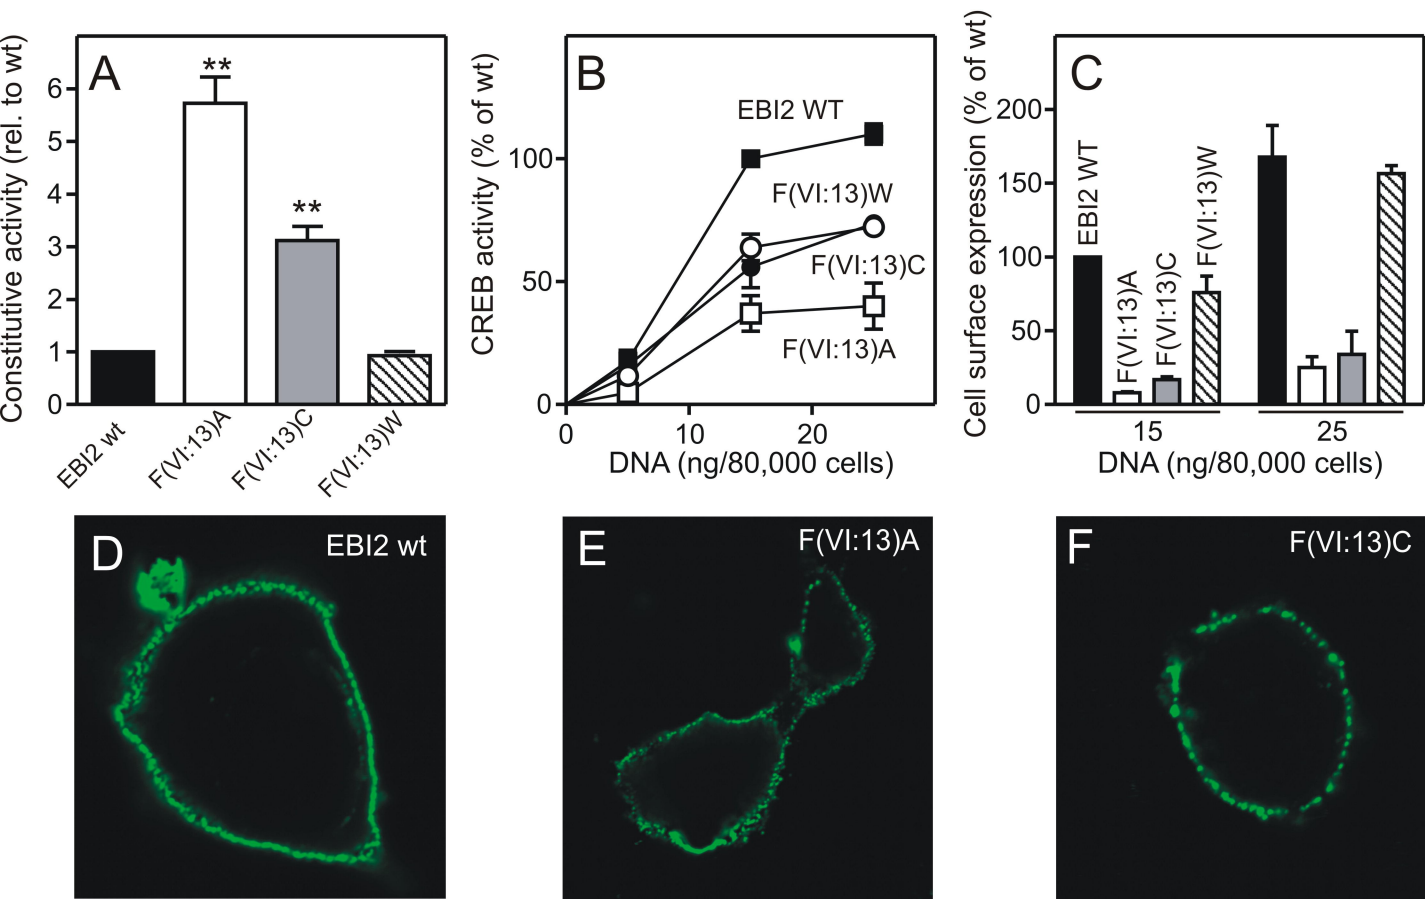 A
Constitutive activity (rel. to wt)
6
5
4
3
2
1
0
**
**
EBI2 wt
F(VI:13)A
F(VI:13)C
F(VI:13)W
B
CREB activity (% of wt)
100
50
0
EBI2 WT
F(VI:13)W
F(VI:13)C
F(VI:13)A
0 10 20
DNA (ng/80,000 cells)
C
Cell surface expression (% of wt)
200
150
100
50
0
EBI2 WT
F(VI:13)A
F(VI:13)C
F(VI:13)W
15 25
DNA (ng/80,000 cells)
D EBI2 wt
E F(VI:13)A
F F(VI:13)C